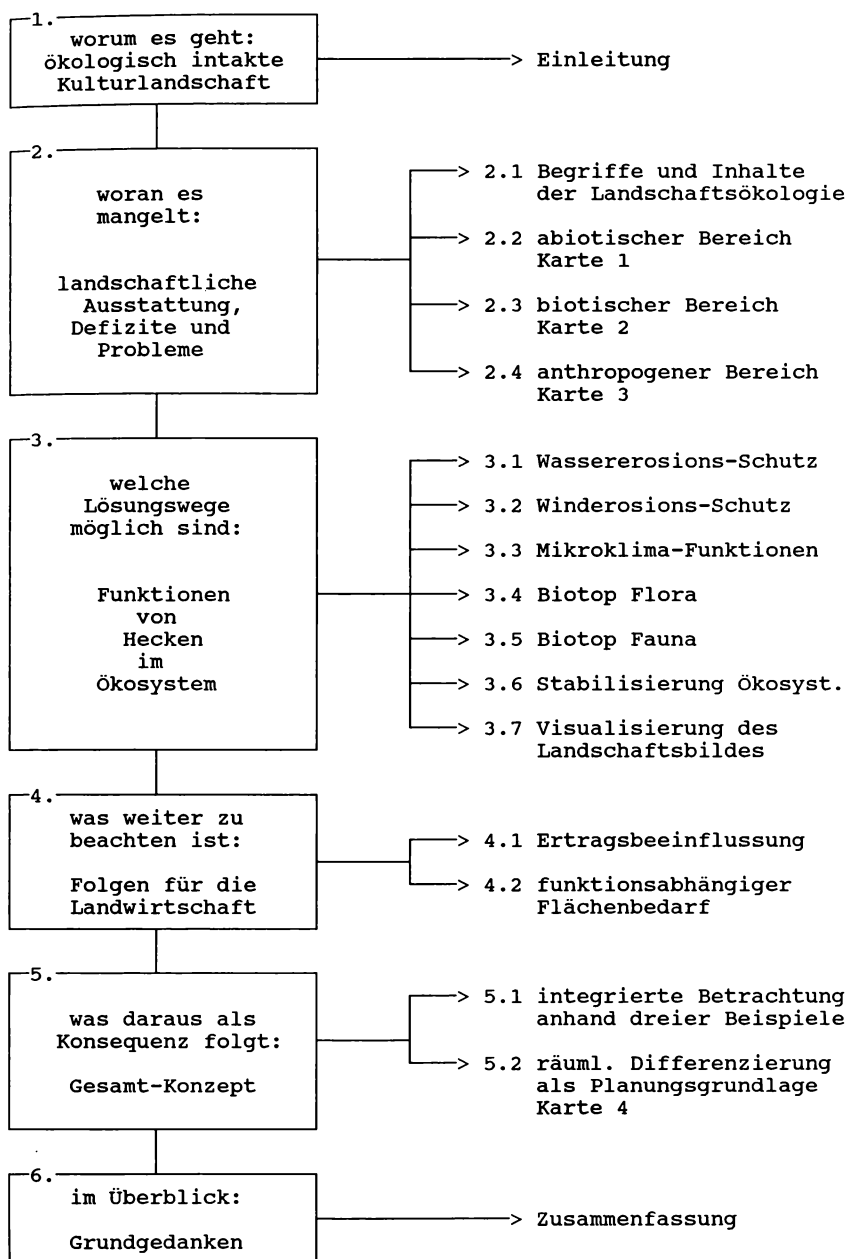 1.
worum es geht:
ökologisch intakte
Kulturlandschaft
> Einleitung
2.
woran es
mangelt:
landschaftliche
Ausstattung,
Defizite und
Probleme
> 2.1 Begriffe und Inhalte
der Landschaftsökologie
> 2.2 abiotischer Bereich
Karte 1
> 2.3 biotischer Bereich
Karte 2
> 2.4 anthropogener Bereich
Karte 3
3.
welche
Lösungswege
möglich sind:
Funktionen
von
Hecken
im
Ökosystem
> 3.1 Wassererosions-Schutz
> 3.2 Winderosions-Schutz
> 3.3 Mikroklima-Funktionen
> 3.4 Biotop Flora
> 3.5 Biotop Fauna
> 3.6 Stabilisierung Ökosyst.
> 3.7 Visualisierung des
Landschaftsbildes
4.
was weiter zu
beachten ist:
Folgen für die
Landwirtschaft
> 4.1 Ertragsbeeinflussung
> 4.2 funktionsabhängiger
Flächenbedarf
5.
was daraus als
Konsequenz folgt:
Gesamt-Konzept
> 5.1 integrierte Betrachtung
anhand dreier Beispiele
> 5.2 räuml. Differenzierung
als Planungsgrundlage
Karte 4
6.
im Überblick:
Grundgedanken
> Zusammenfassung